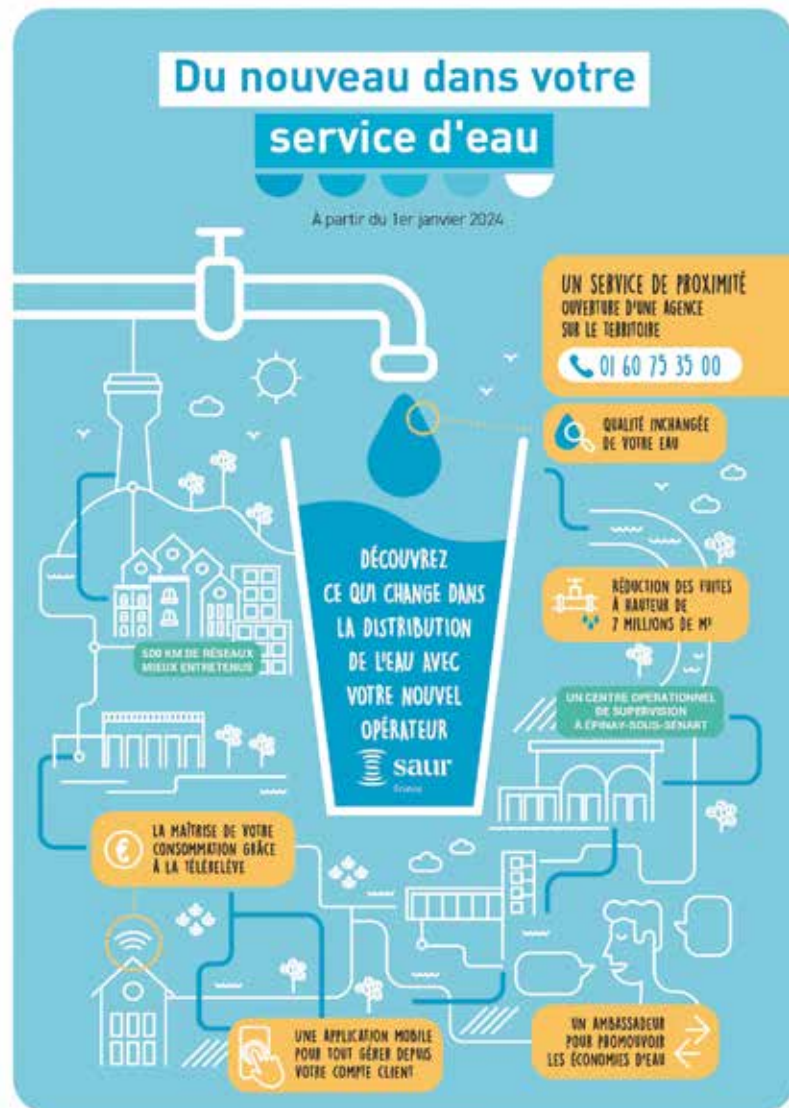 Du nouveau dans votre
service d'eau
À partir du 1er janvier 2024
UN SERVICE DE PROXIMITÉ
OUVERTURE D'UNE AGENCE
SUR LE TERRITOIRE
01 60 75 35 00
QUALITÉ INCHANGÉE
DE VOTRE EAU
DÉCOUVREZ
CE QUI CHANGE DANS
LA DISTRIBUTION
DE L'EAU AVEC
VOTRE NOUVEL
OPÉRATEUR
saur
France
RÉDUCTION DES FUITES
À HAUTEUR DE
7 MILLIONS DE M³
500 KM DE RÉSEAUX
MIEUX ENTRETENUS
UN CENTRE OPERATIONNEL
DE SUPERVISION
À ÉPINAY-SOUS-SÉNART
LA MAÎTRISE DE VOTRE
CONSOMMATION GRÂCE
À LA TÉLÉRELÈVE
UNE APPLICATION MOBILE
POUR TOUT GÉRER DEPUIS
VOTRE COMPTE CLIENT
UN AMBASSADEUR
POUR PROMOUVOIR
LES ÉCONOMIES D'EAU